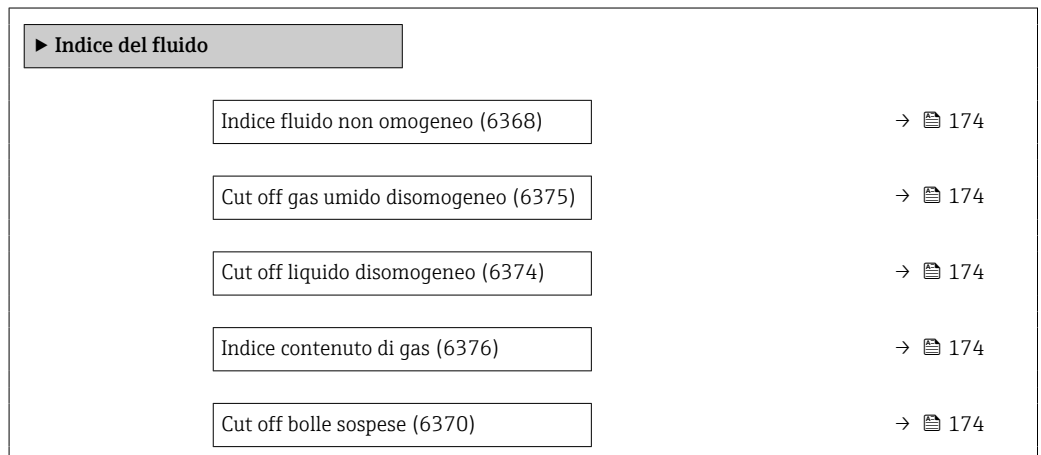 ▶ Indice del fluido
Indice fluido non omogeneo (6368) → 174
Cut off gas umido disomogeneo (6375) → 174
Cut off liquido disomogeneo (6374) → 174
Indice contenuto di gas (6376) → 174
Cut off bolle sospese (6370) → 174